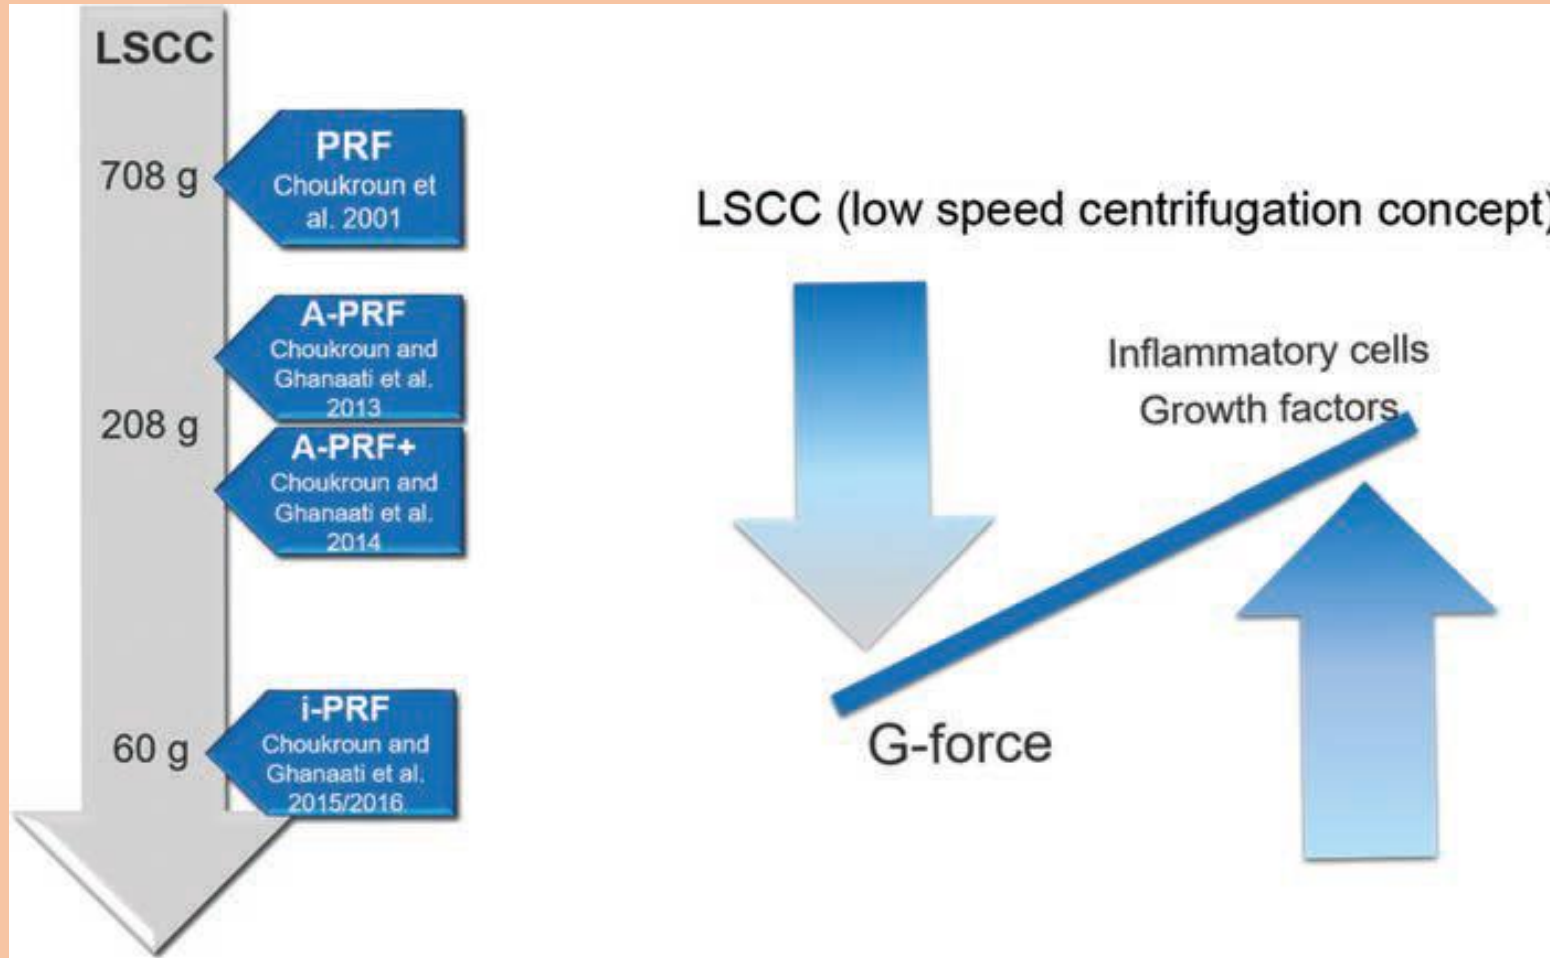 LSCC
708 g
PRF
Choukroun et
al. 2001
A-PRF
Choukroun and
Ghanaati et al.
2013
208 g
A-PRF+
Choukroun and
Ghanaati et al.
2014
60 g
i-PRF
Choukroun and
Ghanaati et al.
2015/2016.
LSCC (low speed centrifugation concept)
Inflammatory cells
Growth factors
G-force